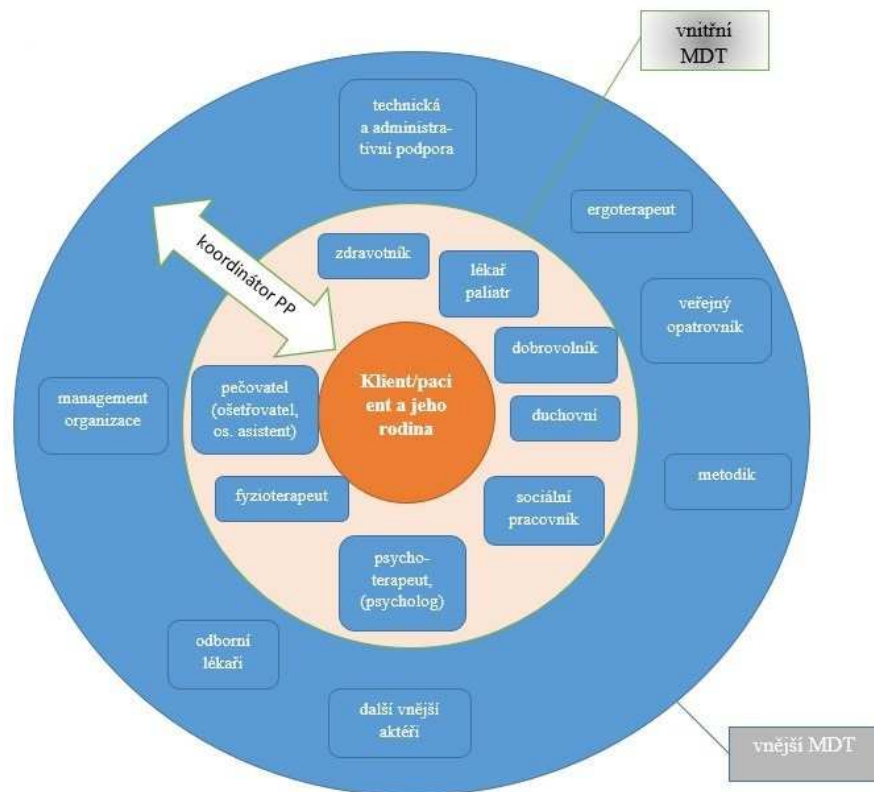 vnitřní
MDT
technická
a administra-
tivní podpora
ergoterapeut
zdravotník
lékař
paliatr
koordinátor PP
veřejný
opatrovník
dobrovolník
Klient/paci
ent a jeho
rodina
pečovatel
(ošetřovatel,
os. asistent)
management
organizace
duchovní
metodik
fyzioterapeut
sociální
pracovník
psycho-
terapeut,
(psycholog)
odborní
lékaři
další vnější
aktéři
vnější MDT